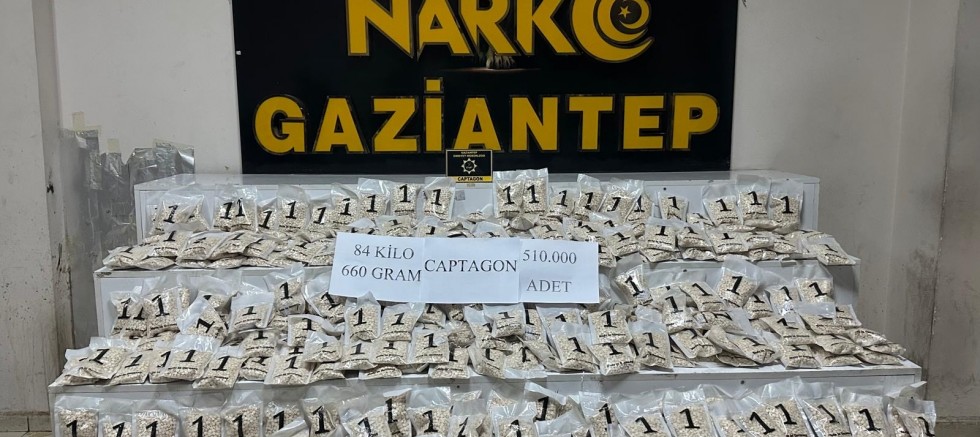 NARKO
GAZİANTEP
CAPTAGON
84 KİLO
660 GRAM
CAPTAGON
510.000
ADET